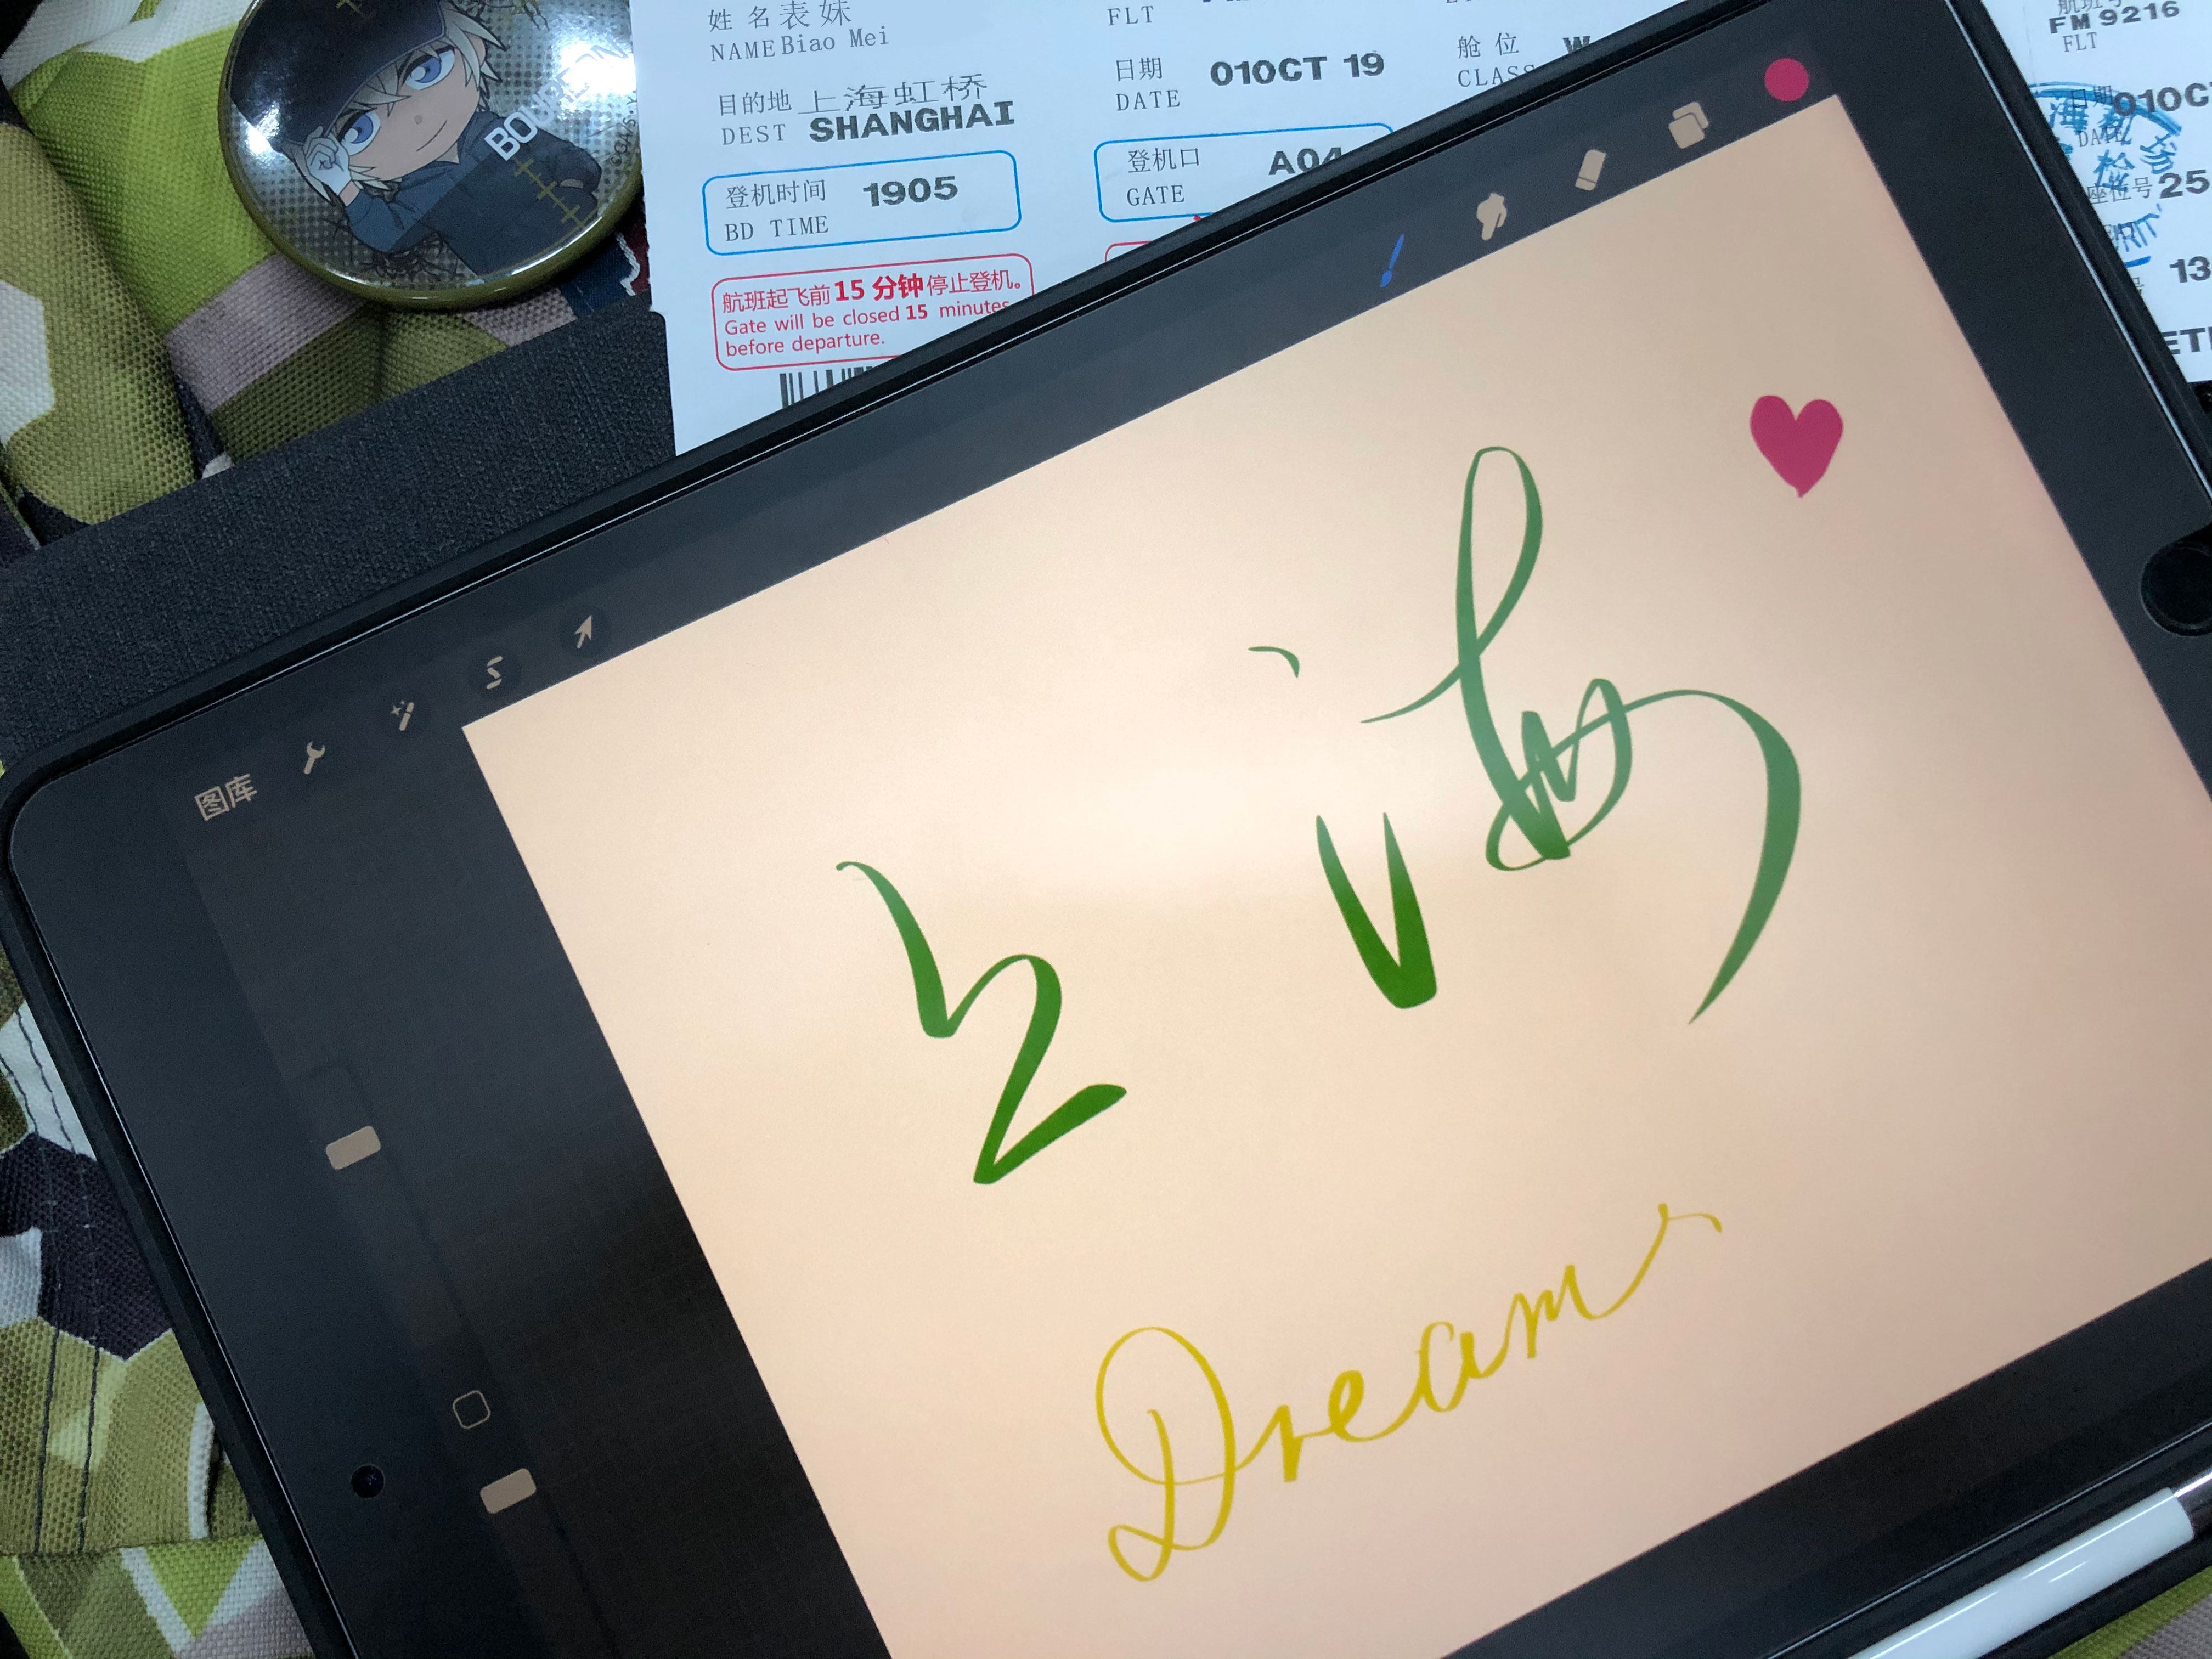 姓 名 表 妹
NAME Biao Mei
目的地 上海虹桥
DEST SHANGHAI
登机时间 1905
BD TIME
航班起飞前 15 分钟停止登机。
Gate will be closed 15 minutes
before departure.
FLT
日期 01OCT 19
DATE
登机口 A04
GATE
舱 位 W
CLASS
航班号
FM 9216
FLT
日期 01OC
DATE
座位号 25
13
BOURBON
图库
上海
Dream